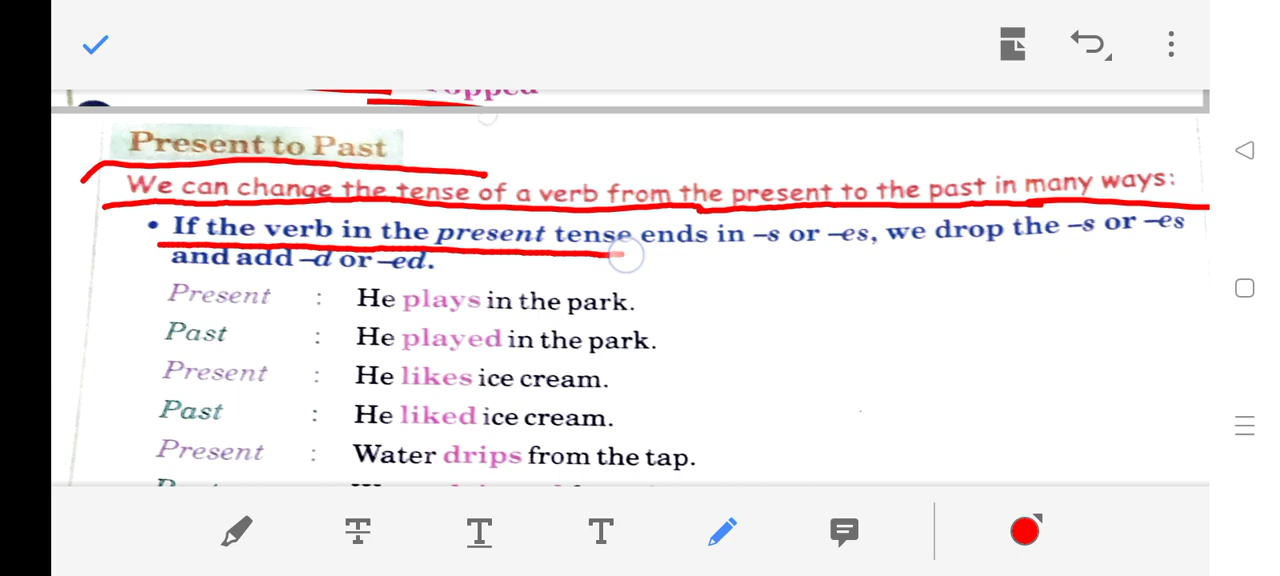 Present to Past
We can change the tense of a verb from the present to the past in many ways:
• If the verb in the present tense ends in –s or –es, we drop the –s or –es
and add –d or –ed.
Present : He plays in the park.
Past : He played in the park.
Present : He likes ice cream.
Past : He liked ice cream.
Present : Water drips from the tap.